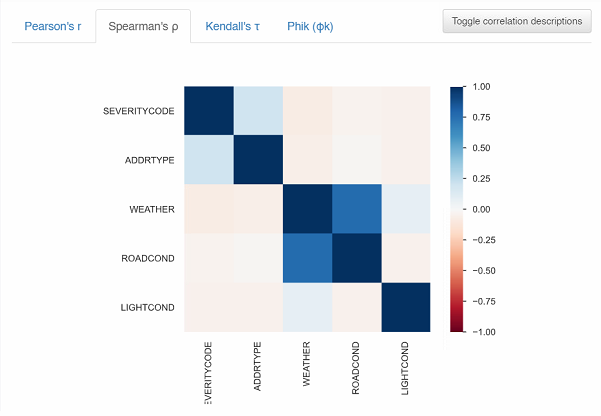 Pearson's r Spearman's ρ Kendall's τ Phik (φk) Toggle correlation descriptions
SEVERITYCODE
ADDRTYPE
WEATHER
ROADCOND
LIGHTCOND
1.00
0.75
0.50
0.25
0.00
−0.25
−0.50
−0.75
−1.00
EVERITYCODE
ADDRTYPE
WEATHER
ROADCOND
LIGHTCOND